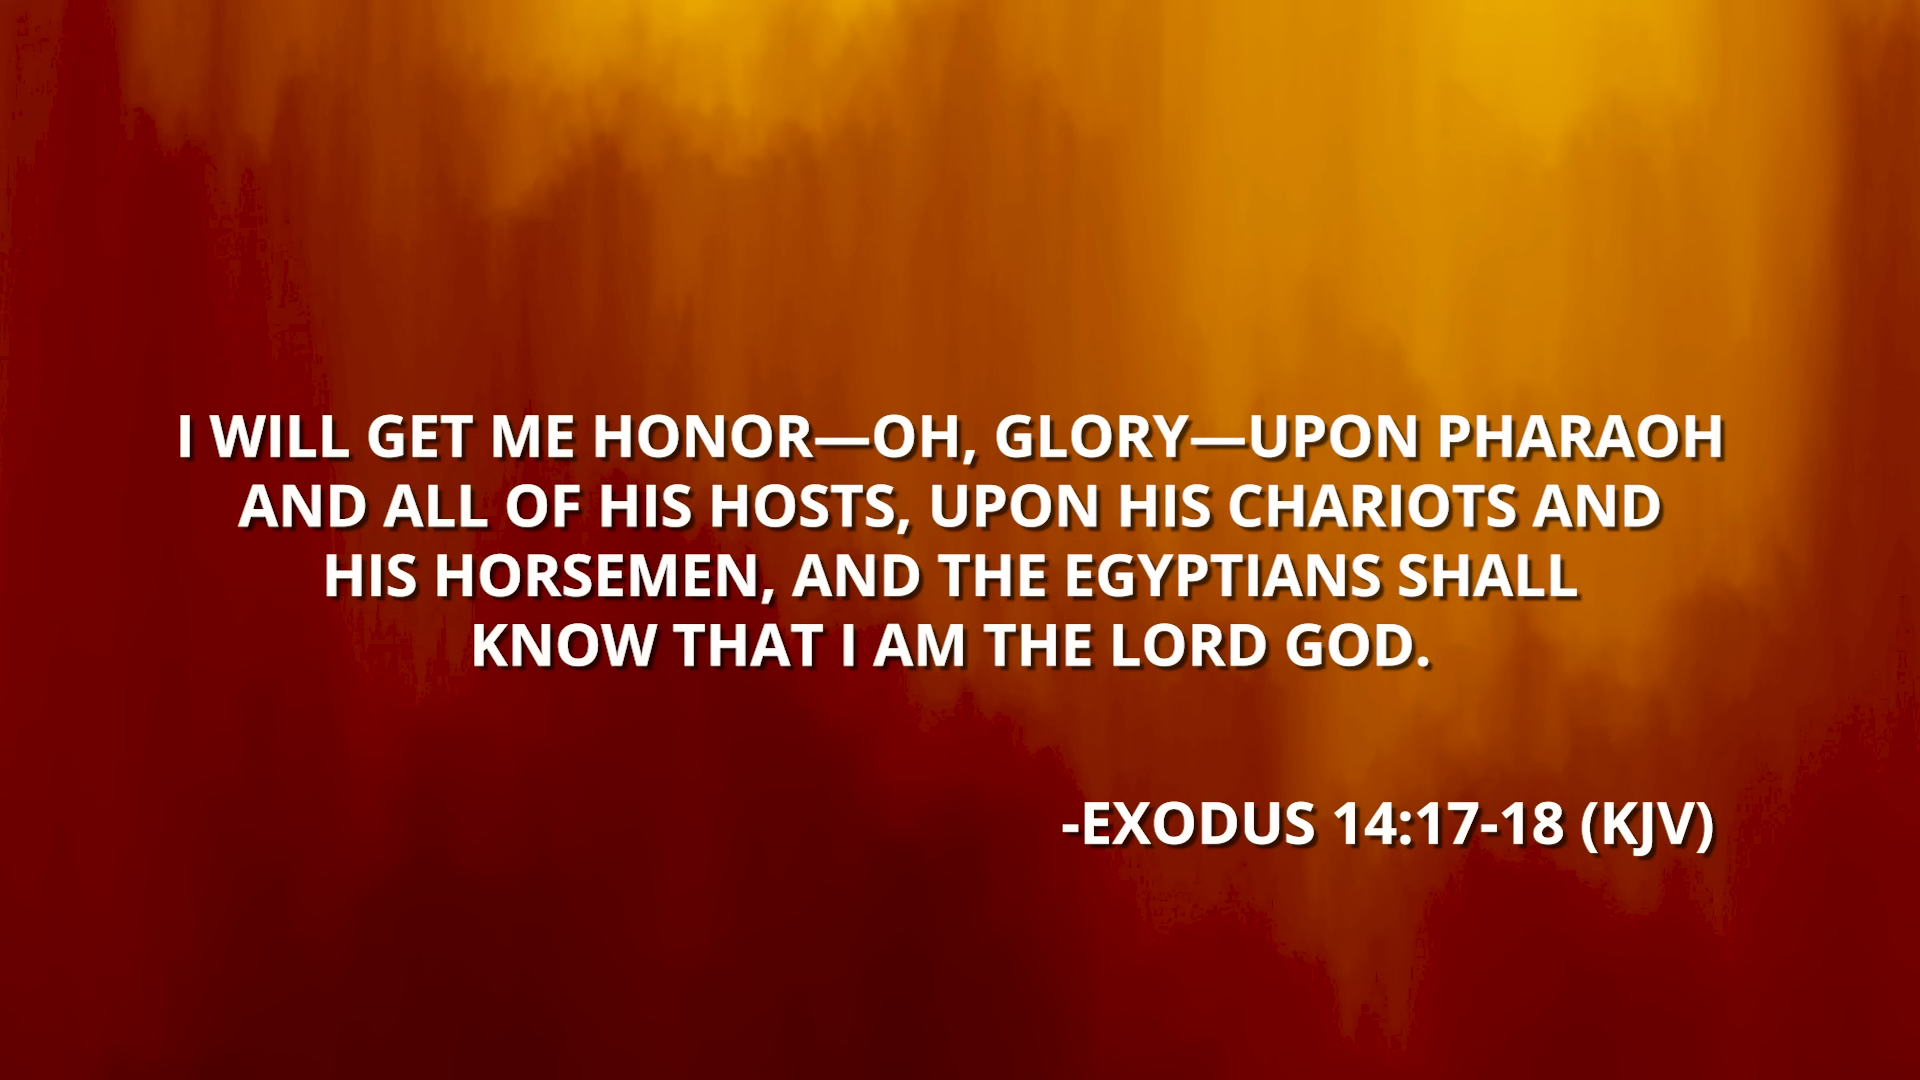 I WILL GET ME HONOR—OH, GLORY—UPON PHARAOH
AND ALL OF HIS HOSTS, UPON HIS CHARIOTS AND
HIS HORSEMEN, AND THE EGYPTIANS SHALL
KNOW THAT I AM THE LORD GOD.
-EXODUS 14:17-18 (KJV)